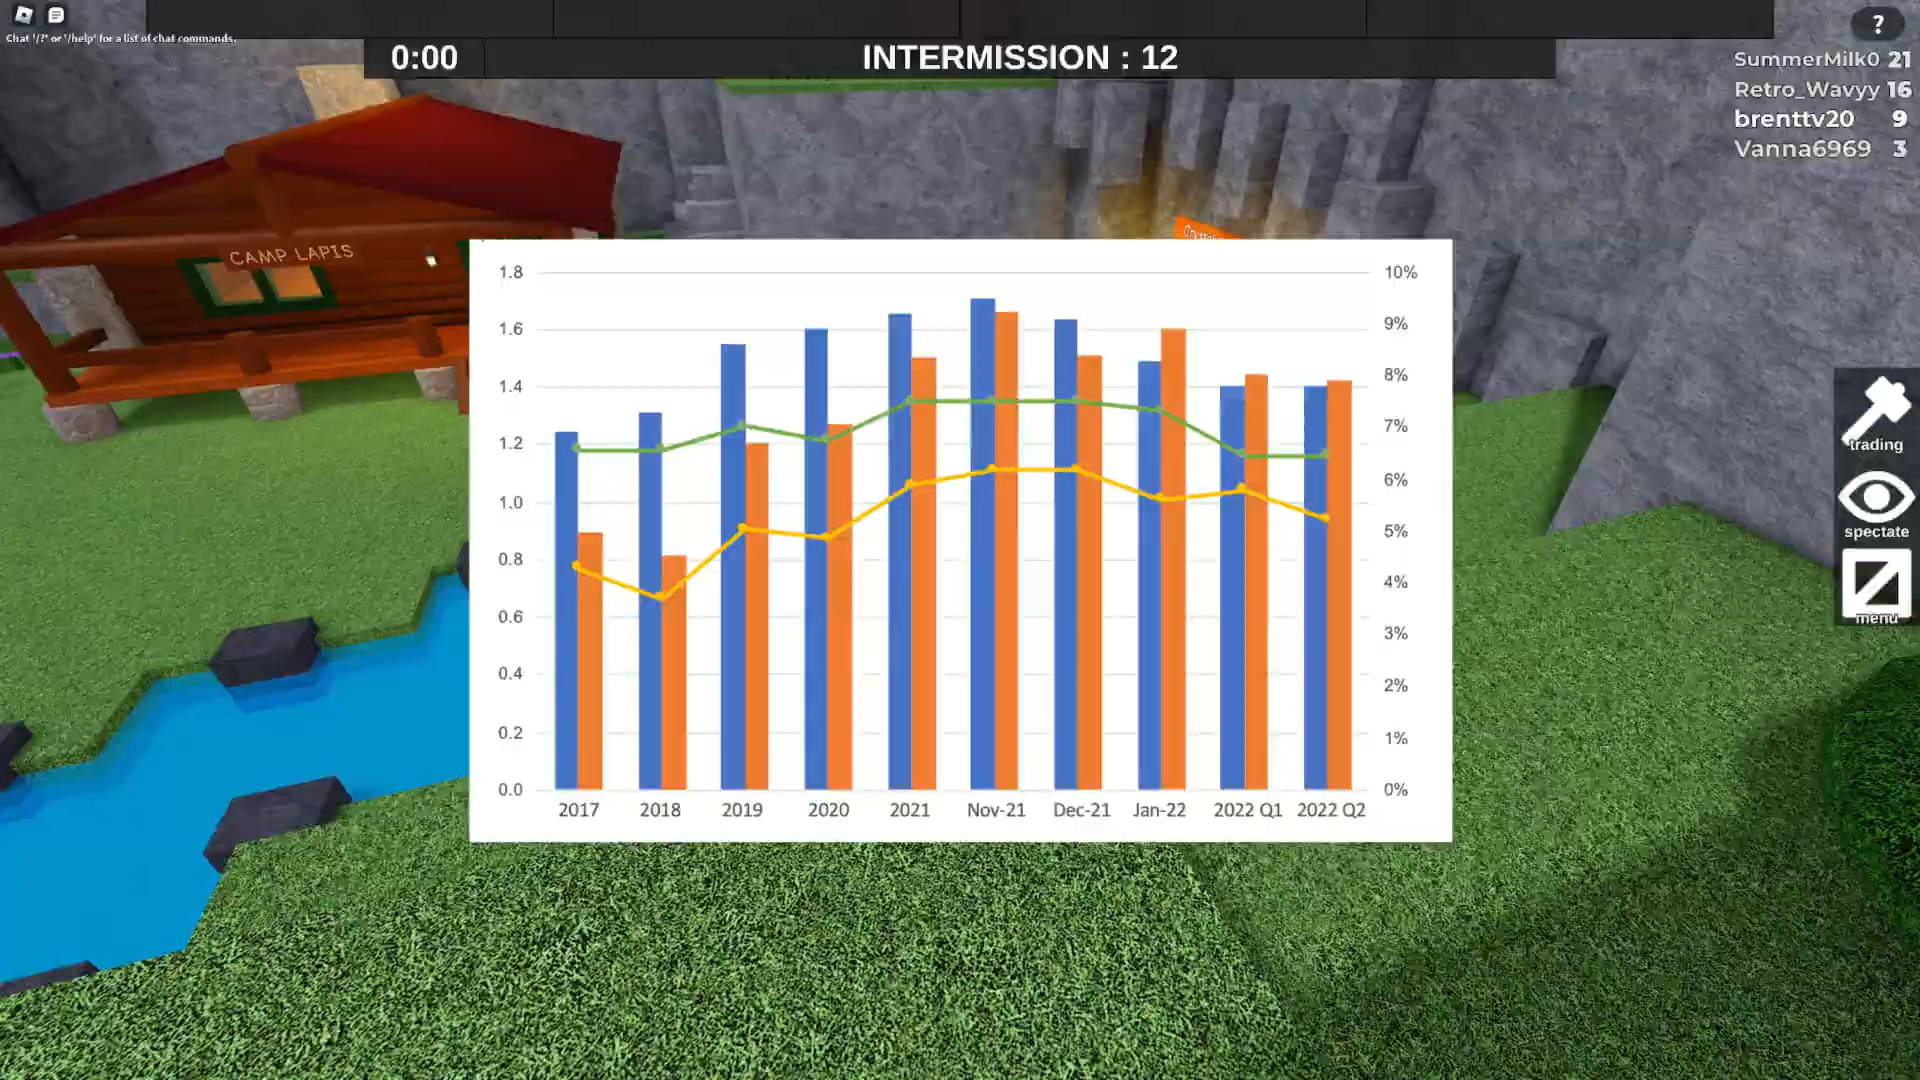 Chat '/?' or '/help' for a list of chat commands.
0:00
INTERMISSION : 12
?
SummerMilk0 21
Retro_Wavyy 16
brenttv20 9
Vanna6969 3
CAMP LAPIS
trading
spectate
menu
1.8
1.6
1.4
1.2
1.0
0.8
0.6
0.4
0.2
0.0
10%
9%
8%
7%
6%
5%
4%
3%
2%
1%
0%
2017 2018 2019 2020 2021 Nov-21 Dec-21 Jan-22 2022 Q1 2022 Q2